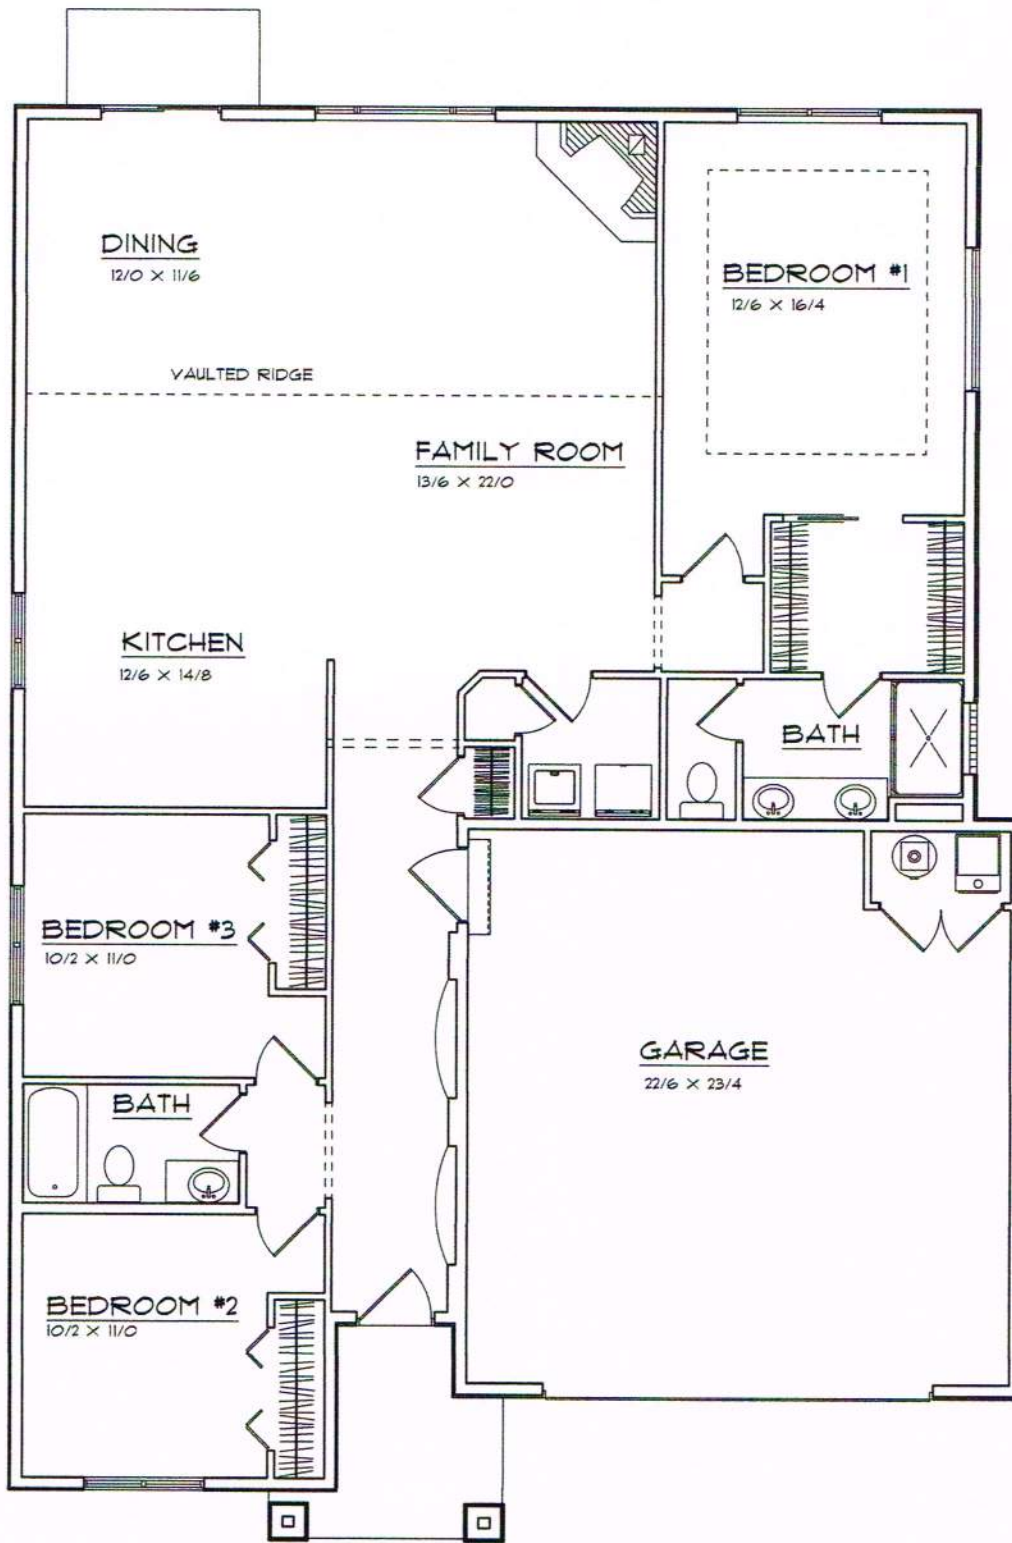 DINING
12/0 X 11/6
BEDROOM #1
12/6 X 16/4
VAULTED RIDGE
FAMILY ROOM
13/6 X 22/0
KITCHEN
12/6 X 14/8
BATH
BEDROOM #3
10/2 X 11/0
GARAGE
22/6 X 23/4
BATH
BEDROOM #2
10/2 X 11/0